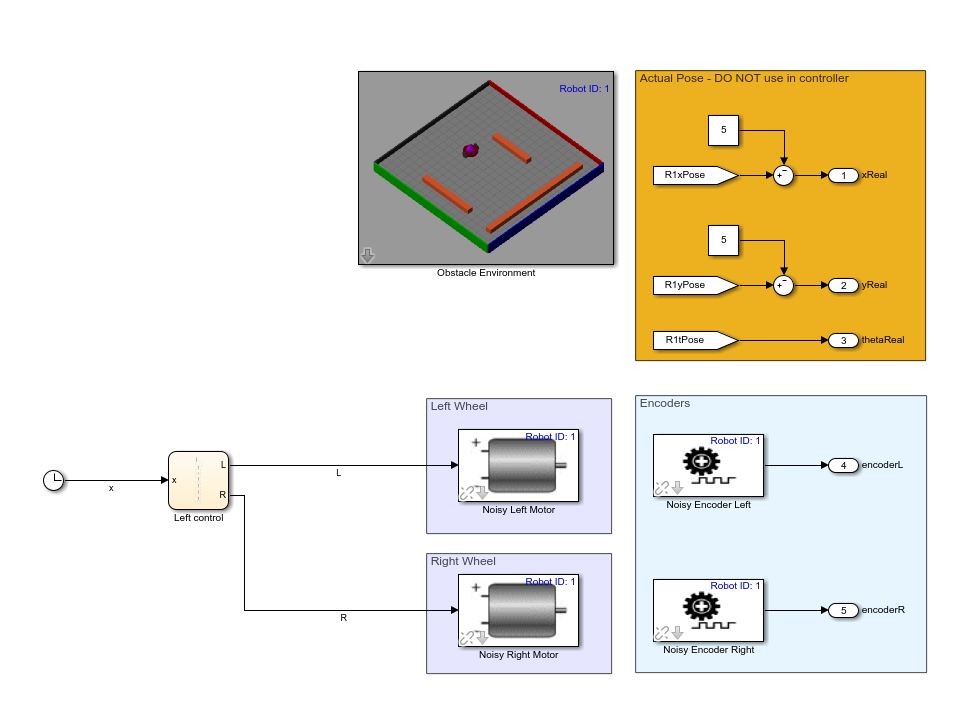 Robot ID: 1
Obstacle Environment
Actual Pose - DO NOT use in controller
5
R1xPose
+
−
1
xReal
5
R1yPose
+
−
2
yReal
R1tPose
3
thetaReal
x
x
L
R
Left control
L
R
Left Wheel
Robot ID: 1
+
−
Noisy Left Motor
Right Wheel
Robot ID: 1
+
−
Noisy Right Motor
Encoders
Robot ID: 1
Noisy Encoder Left
4
encoderL
Robot ID: 1
Noisy Encoder Right
5
encoderR